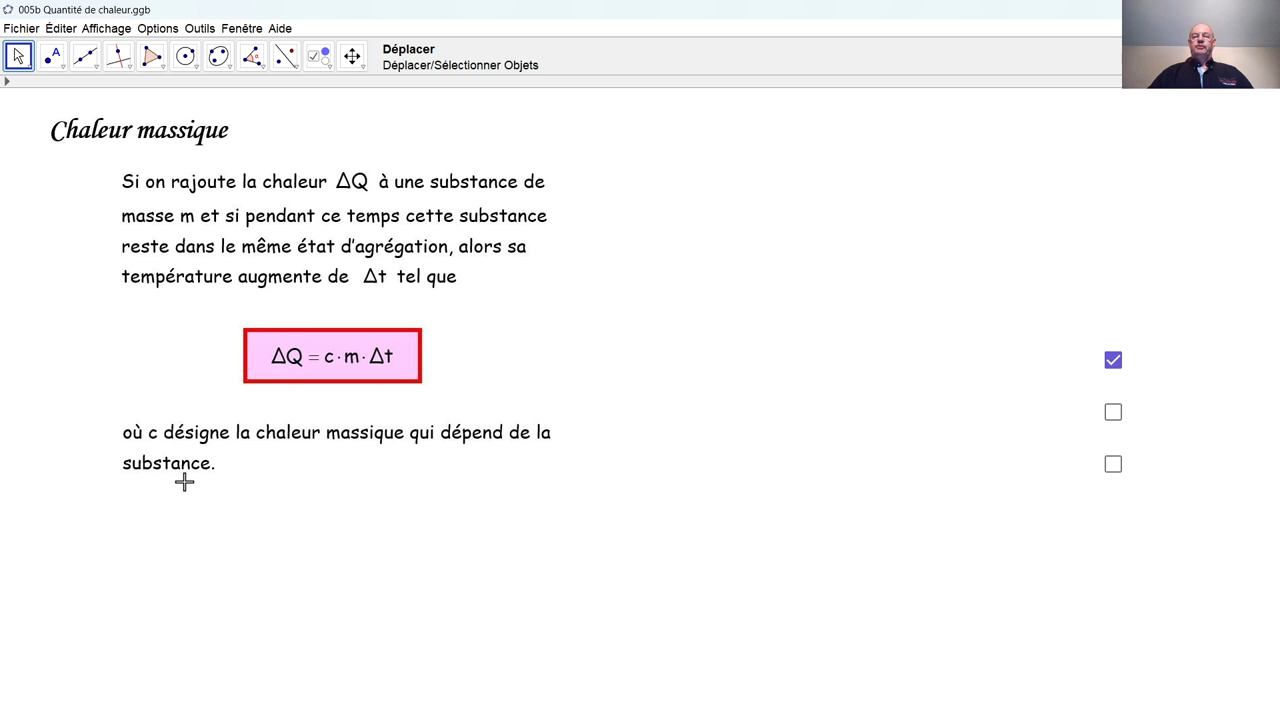 005b Quantité de chaleur.ggb
Fichier Éditer Affichage Options Outils Fenêtre Aide
A
Déplacer
Déplacer/Sélectionner Objets
Chaleur massique
Si on rajoute la chaleur ΔQ à une substance de
masse m et si pendant ce temps cette substance
reste dans le même état d'agrégation, alors sa
température augmente de Δt tel que
ΔQ = c · m · Δt
où c désigne la chaleur massique qui dépend de la
substance.